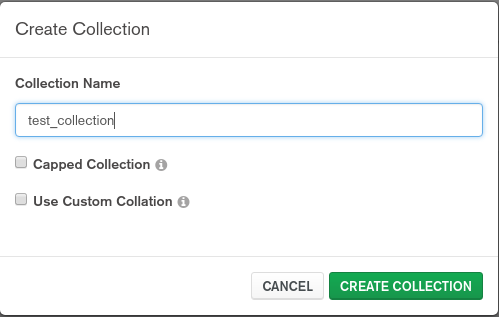 Create Collection
Collection Name
test_collection
Capped Collection
Use Custom Collation
CANCEL CREATE COLLECTION